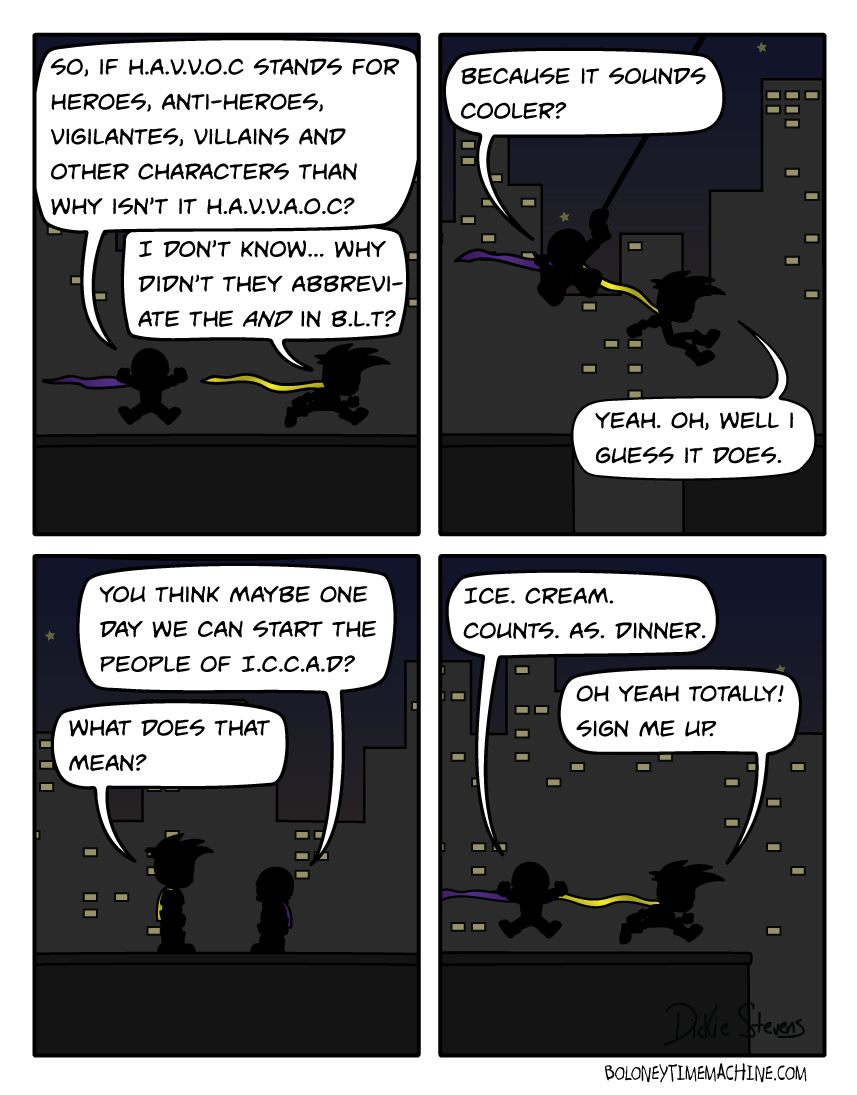 SO, IF H.A.V.V.O.C STANDS FOR
HEROES, ANTI-HEROES,
VIGILANTES, VILLAINS AND
OTHER CHARACTERS THAN
WHY ISN'T IT H.A.V.V.A.O.C?
I DON'T KNOW... WHY
DIDN'T THEY ABBREVI-
ATE THE AND IN B.L.T?
BECAUSE IT SOUNDS
COOLER?
YEAH. OH, WELL I
GUESS IT DOES.
YOU THINK MAYBE ONE
DAY WE CAN START THE
PEOPLE OF I.C.C.A.D?
WHAT DOES THAT
MEAN?
ICE. CREAM.
COUNTS. AS. DINNER.
OH YEAH TOTALLY!
SIGN ME UP.
Dickie Stevens
BOLONEYTIMEMACHINE.COM